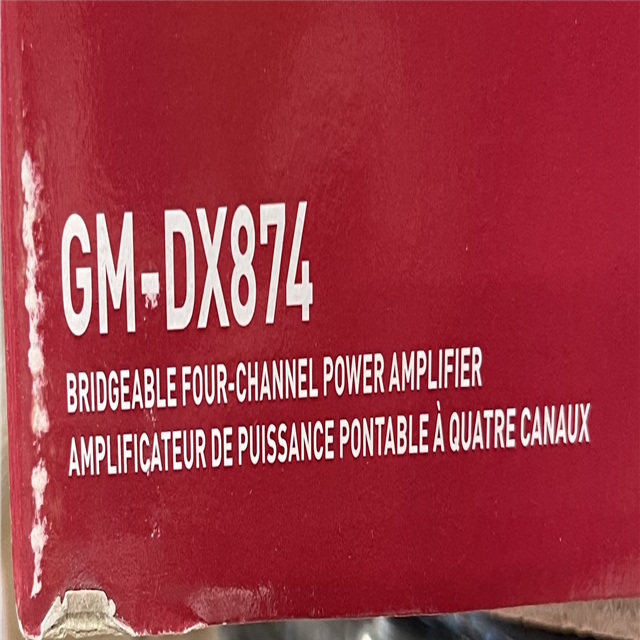 GM-DX874
BRIDGEABLE FOUR-CHANNEL POWER AMPLIFIER
AMPLIFICATEUR DE PUISSANCE PONTABLE À QUATRE CANAUX